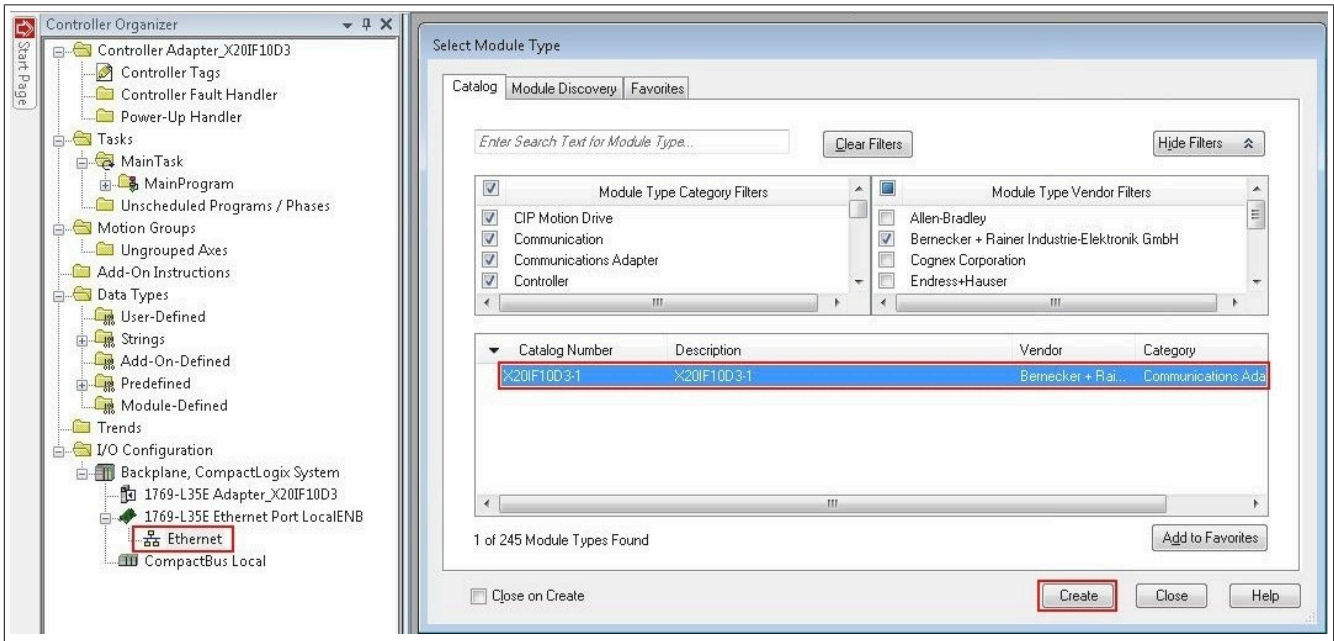 Start Page
Controller Organizer
Controller Adapter_X20IF10D3
Controller Tags
Controller Fault Handler
Power-Up Handler
Tasks
MainTask
MainProgram
Unscheduled Programs / Phases
Motion Groups
Ungrouped Axes
Add-On Instructions
Data Types
User-Defined
Strings
Add-On-Defined
Predefined
Module-Defined
Trends
I/O Configuration
Backplane, CompactLogix System
1769-L35E Adapter_X20IF10D3
1769-L35E Ethernet Port LocalENB
Ethernet
CompactBus Local
Select Module Type
Catalog Module Discovery Favorites
Enter Search Text for Module Type...
Clear Filters
Hide Filters
Module Type Category Filters
CIP Motion Drive
Communication
Communications Adapter
Controller
Module Type Vendor Filters
Allen-Bradley
Bernecker + Rainer Industrie-Elektronik GmbH
Cognex Corporation
Endress+Hauser
Catalog Number Description Vendor Category
X20IF10D3-1 X20IF10D3-1 Bernecker + Rai... Communications Ada
1 of 245 Module Types Found
Add to Favorites
Close on Create
Create Close Help